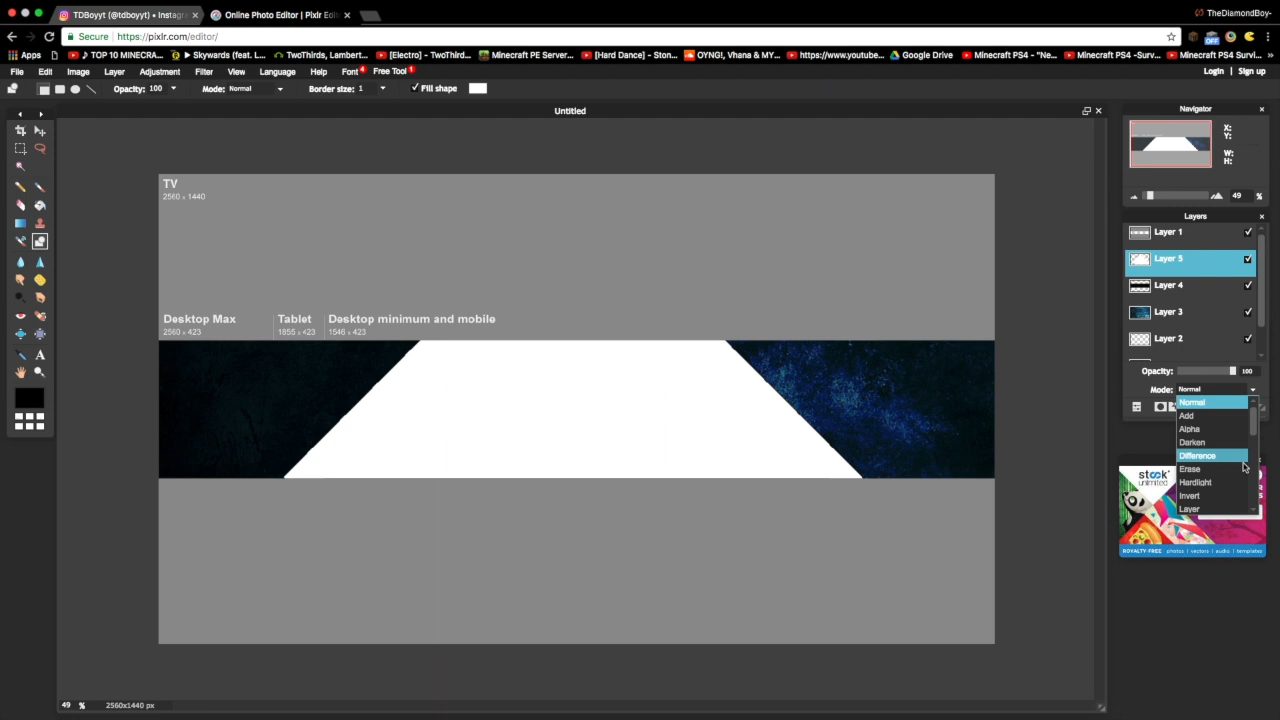 TDBoyyt (@tdboyyt) • Instagr
Online Photo Editor | Pixlr Edit
TheDiamondBoy-
Secure https://pixlr.com/editor/
Apps
TOP 10 MINECRA...
Skywards (feat. L...
TwoThirds, Lambert...
[Electro] - TwoThird...
Minecraft PE Server...
[Hard Dance] - Ston...
OYNG!, Vhana & MY...
https://www.youtube...
Google Drive
Minecraft PS4 - "Ne...
Minecraft PS4 -Surv...
Minecraft PS4 Survi...
File Edit Image Layer Adjustment Filter View Language Help Font 4 Free Tool 1 Login | Sign up
Opacity: 100 Mode: Normal Border size: 1 Fill shape
Untitled
TV
2560 x 1440
Desktop Max
2560 x 423
Tablet
1855 x 423
Desktop minimum and mobile
1546 x 423
49 % 2560x1440 px
Navigator
X:
Y:
W:
H:
49 %
Layers
Layer 1
Layer 5
Layer 4
Layer 3
Layer 2
Opacity: 100
Mode: Normal
Normal
Add
Alpha
Darken
Difference
Erase
Hardlight
Invert
Layer
stock
unlimited
ROYALTY-FREE photos | vectors | audio | templates